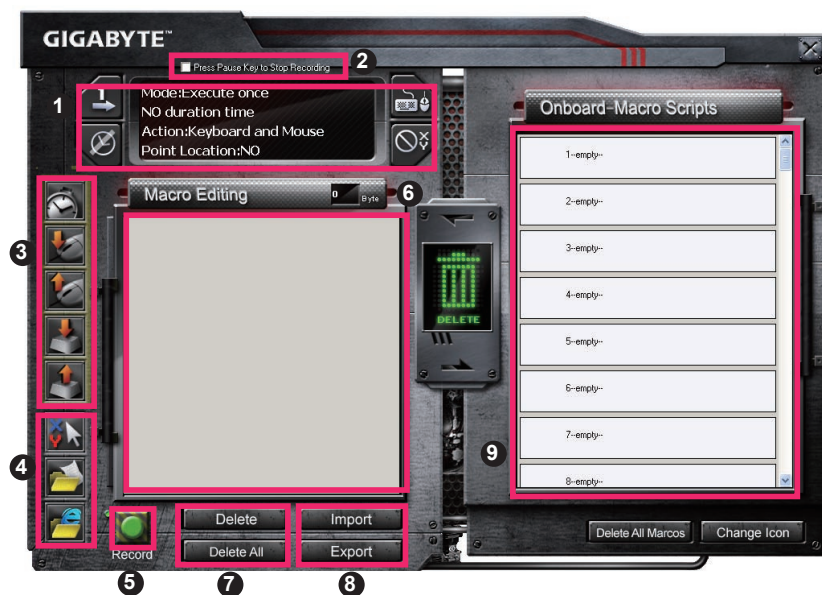 GIGABYTE™
Press Pause Key to Stop Recording
2
1
1
Mode:Execute once
NO duration time
Action:Keyboard and Mouse
Point Location:NO
X
Y
Onboard-Macro Scripts
Macro Editing
0
Byte
6
1--empty--
2--empty--
3--empty--
4--empty--
5--empty--
6--empty--
7--empty--
8--empty--
3
DELETE
X
Y
4
9
Record
5
Delete
Delete All
7
Import
Export
8
Delete All Marcos
Change Icon